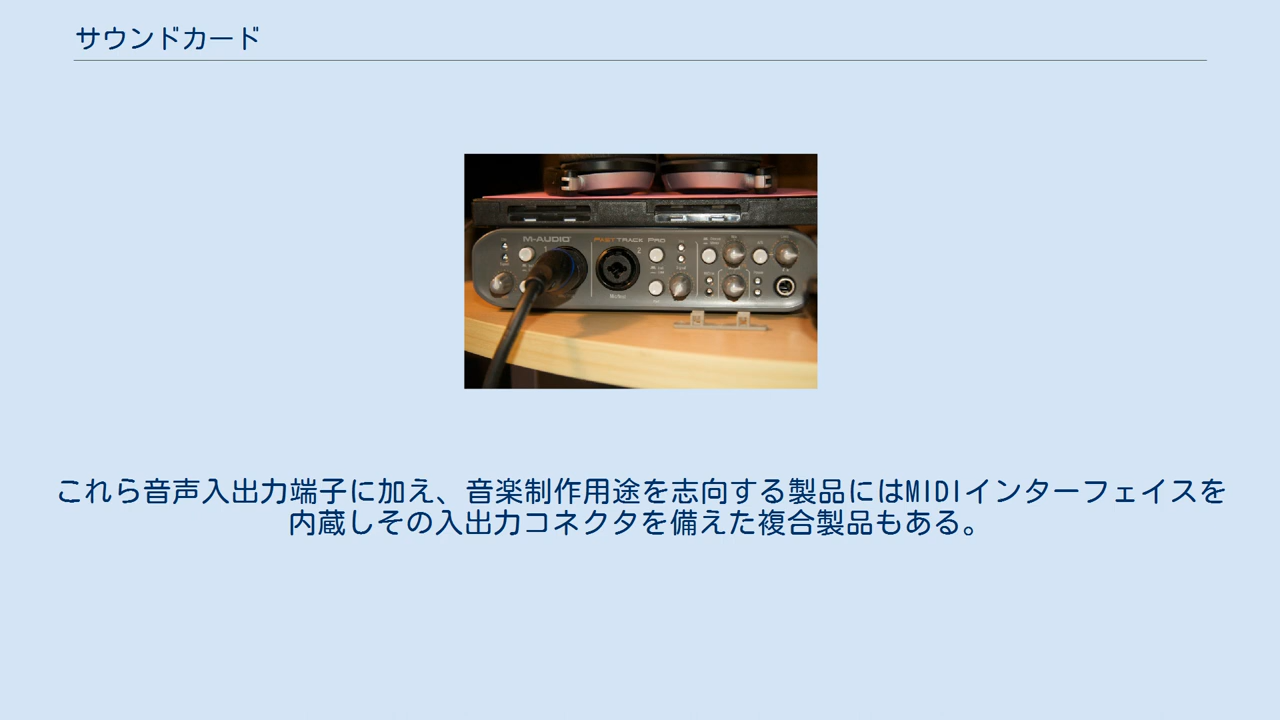 サウンドカード
M-AUDIO
FAST TRACK PRO
1
2
これら音声入出力端子に加え、音楽制作用途を志向する製品にはMIDIインターフェイスを
内蔵しその入出力コネクタを備えた複合製品もある。